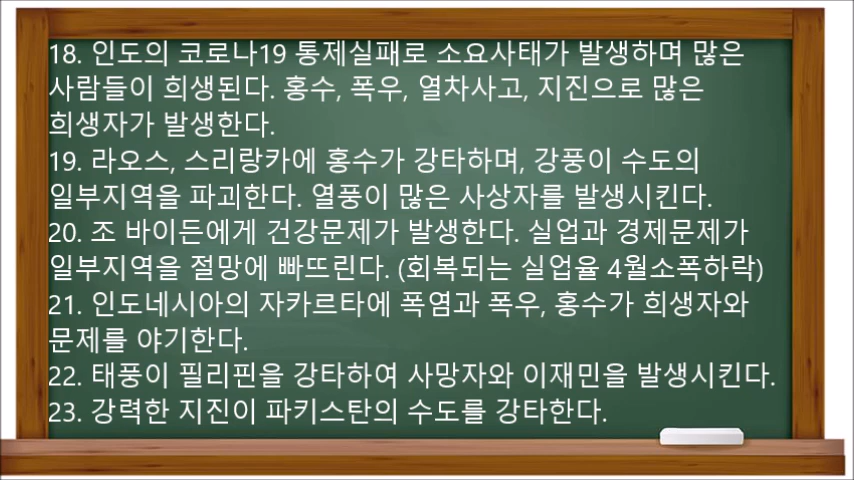 18. 인도의 코로나19 통제실패로 소요사태가 발생하며 많은
사람들이 희생된다. 홍수, 폭우, 열차사고, 지진으로 많은
희생자가 발생한다.
19. 라오스, 스리랑카에 홍수가 강타하며, 강풍이 수도의
일부지역을 파괴한다. 열풍이 많은 사상자를 발생시킨다.
20. 조 바이든에게 건강문제가 발생한다. 실업과 경제문제가
일부지역을 절망에 빠뜨린다. (회복되는 실업율 4월소폭하락)
21. 인도네시아의 자카르타에 폭염과 폭우, 홍수가 희생자와
문제를 야기한다.
22. 태풍이 필리핀을 강타하여 사망자와 이재민을 발생시킨다.
23. 강력한 지진이 파키스탄의 수도를 강타한다.